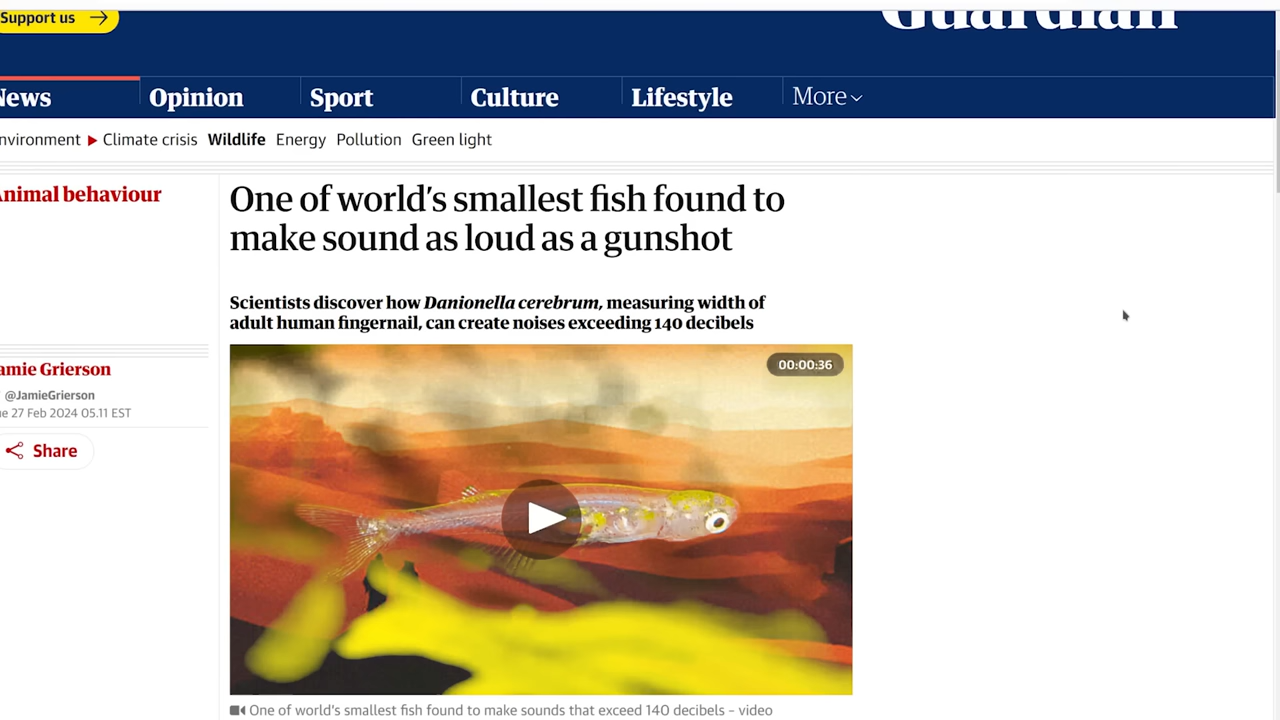 Support us
Guardian
News
Opinion
Sport
Culture
Lifestyle
More
nvironment
Climate crisis
Wildlife
Energy
Pollution
Green light
Animal behaviour
One of world's smallest fish found to
make sound as loud as a gunshot
Scientists discover how Danionella cerebrum, measuring width of
adult human fingernail, can create noises exceeding 140 decibels
amie Grierson
@JamieGrierson
ue 27 Feb 2024 05.11 EST
Share
00:00:36
One of world's smallest fish found to make sounds that exceed 140 decibels – video